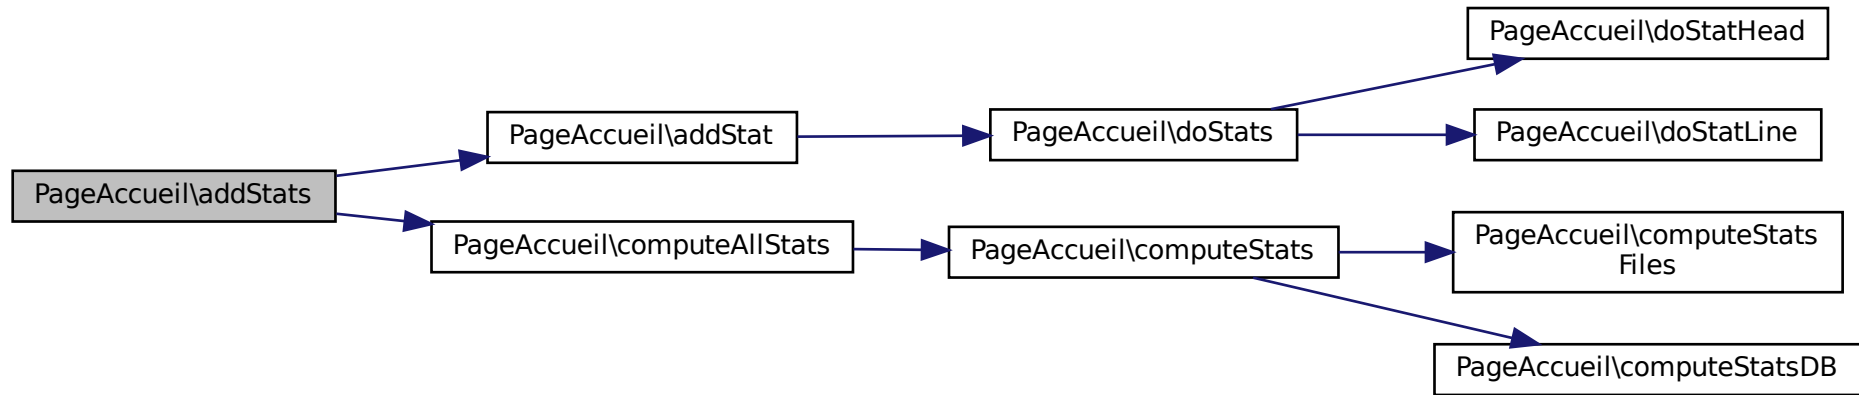 PageAccueil\doStatHead
PageAccueil\addStat
PageAccueil\doStats
PageAccueil\doStatLine
PageAccueil\addStats
PageAccueil\computeAllStats
PageAccueil\computeStats
PageAccueil\computeStats
Files
PageAccueil\computeStatsDB